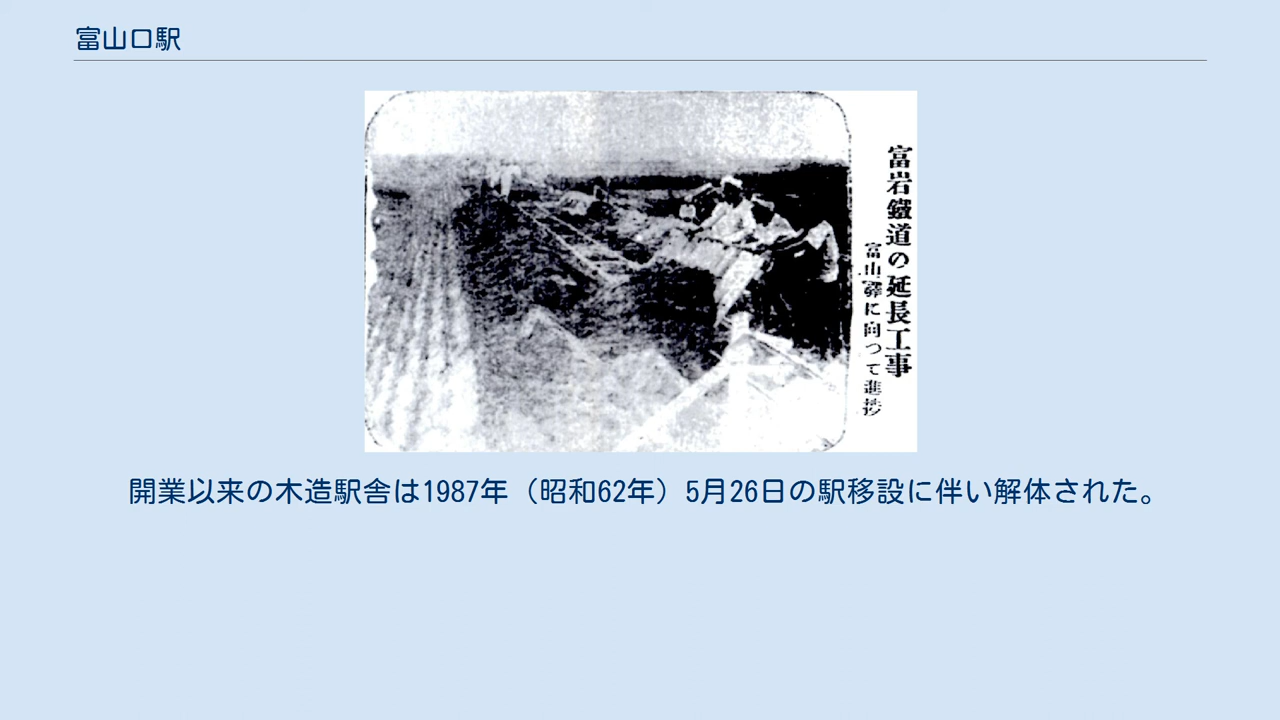 富山口駅
富岩鐵道の延長工事
富山驛に向つて進捗
開業以来の木造駅舎は1987年（昭和62年）5月26日の駅移設に伴い解体された。